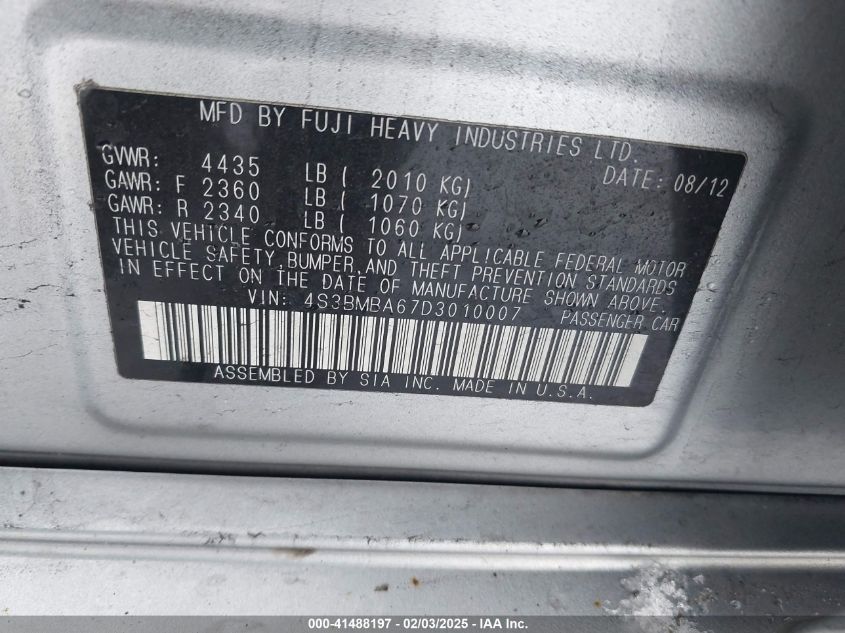 MFD BY FUJI HEAVY INDUSTRIES LTD.
GVWR: 4435 LB ( 2010 KG) DATE: 08/12
GAWR: F 2360 LB ( 1070 KG)
GAWR: R 2340 LB ( 1060 KG)
THIS VEHICLE CONFORMS TO ALL APPLICABLE FEDERAL MOTOR
VEHICLE SAFETY, BUMPER, AND THEFT PREVENTION STANDARDS
IN EFFECT ON THE DATE OF MANUFACTURE SHOWN ABOVE.
VIN: 4S3BMBA67D3010007 PASSENGER CAR
ASSEMBLED BY SIA INC. MADE IN U.S.A.
000-41488197 - 02/03/2025 - IAA Inc.